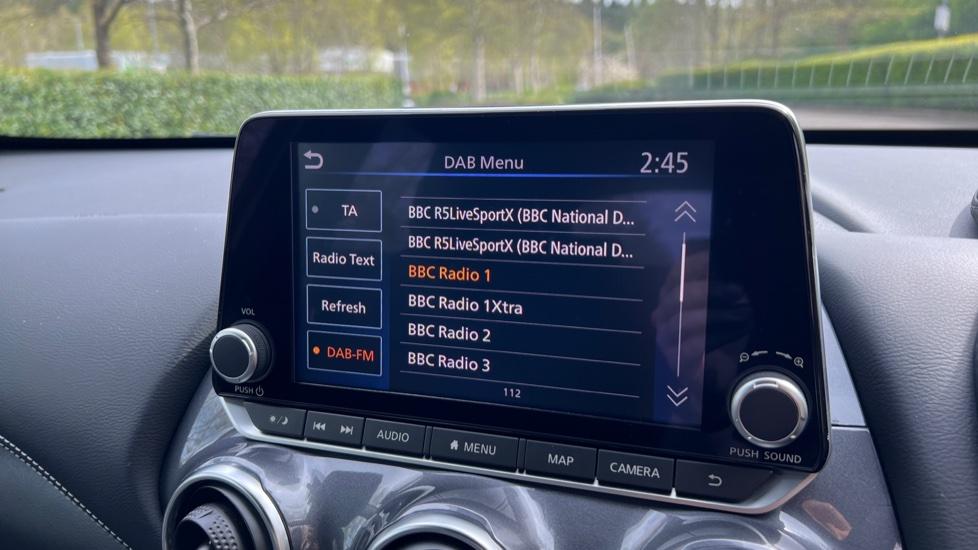 DAB Menu
2:45
TA
Radio Text
Refresh
DAB-FM
BBC R5LiveSportX (BBC National D...
BBC R5LiveSportX (BBC National D...
BBC Radio 1
BBC Radio 1Xtra
BBC Radio 2
BBC Radio 3
112
VOL
PUSH
AUDIO
MENU
MAP
CAMERA
PUSH SOUND